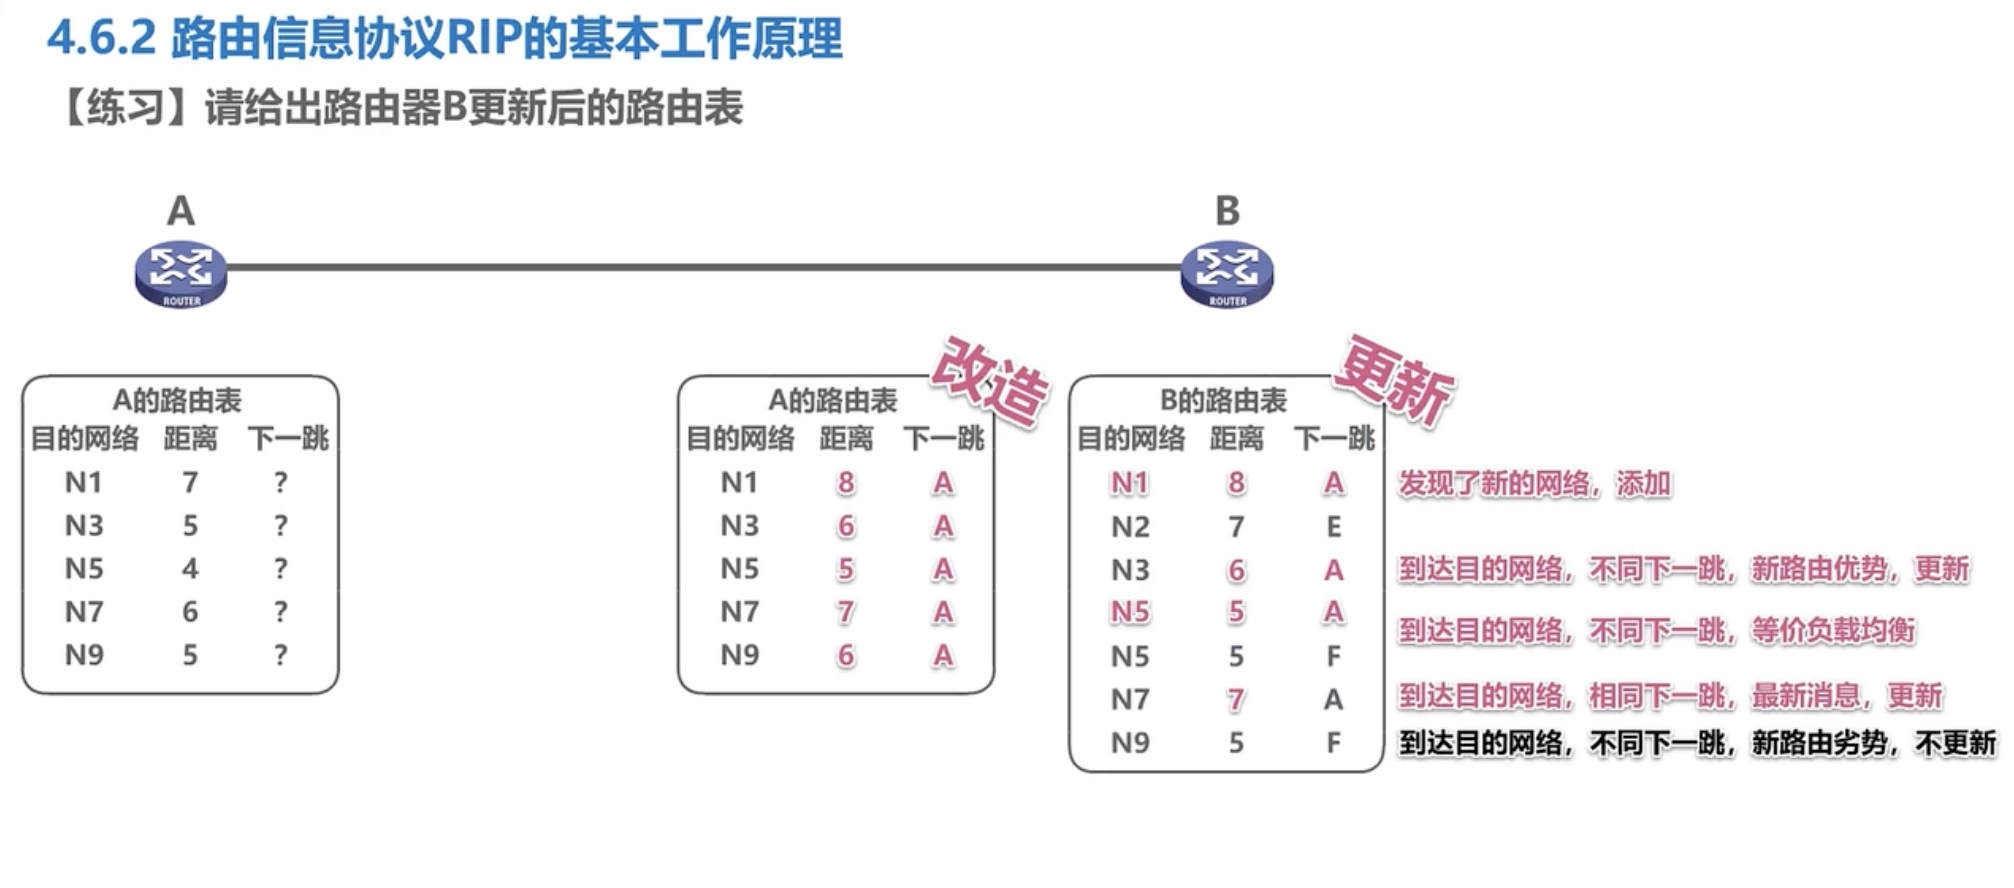 4.6.2 路由信息协议RIP的基本工作原理
【练习】请给出路由器B更新后的路由表
A
B
ROUTER
ROUTER
A的路由表
目的网络 距离 下一跳
N1 7 ?
N3 5 ?
N5 4 ?
N7 6 ?
N9 5 ?
改造
A的路由表
目的网络 距离 下一跳
N1 8 A
N3 6 A
N5 5 A
N7 7 A
N9 6 A
更新
B的路由表
目的网络 距离 下一跳
N1 8 A 发现了新的网络，添加
N2 7 E
N3 6 A 到达目的网络，不同下一跳，新路由优势，更新
N5 5 A
到达目的网络，不同下一跳，等价负载均衡
N5 5 F
N7 7 A 到达目的网络，相同下一跳，最新消息，更新
N9 5 F 到达目的网络，不同下一跳，新路由劣势，不更新